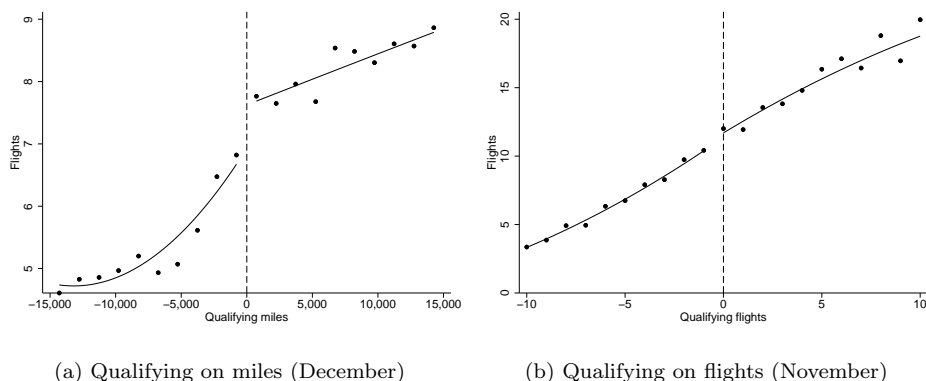 9
8
7
6
5
Flights
−15,000 −10,000 −5,000 0 5,000 10,000 15,000
Qualifying miles
(a) Qualifying on miles (December)
20
15
10
5
0
Flights
−10 −5 0 5 10
Qualifying flights
(b) Qualifying on flights (November)